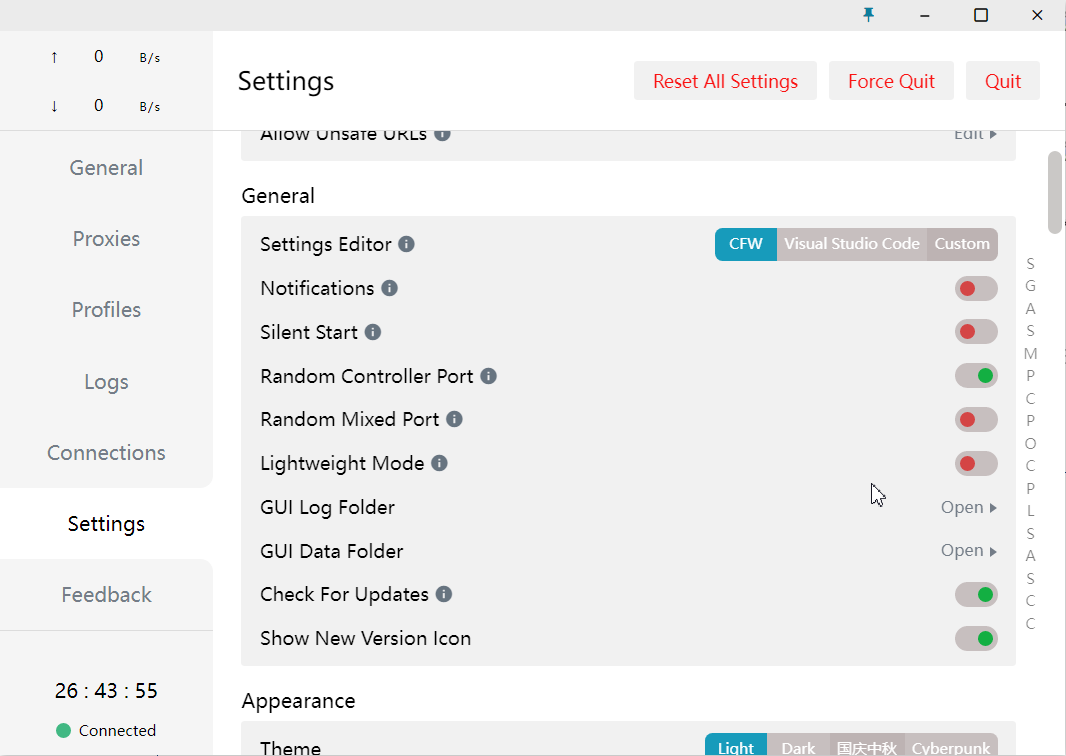 ↑ 0 B/s
↓ 0 B/s
Settings
Reset All Settings Force Quit Quit
General
Proxies
Profiles
Logs
Connections
Settings
Feedback
26 : 43 : 55
Connected
Allow Unsafe URLs Edit
General
Settings Editor CFW Visual Studio Code Custom
Notifications
Silent Start
Random Controller Port
Random Mixed Port
Lightweight Mode
GUI Log Folder Open
GUI Data Folder Open
Check For Updates
Show New Version Icon
Appearance
Theme Light Dark 国庆中秋 Cyberpunk
S
G
A
S
M
P
C
P
O
C
P
L
S
A
S
C
C